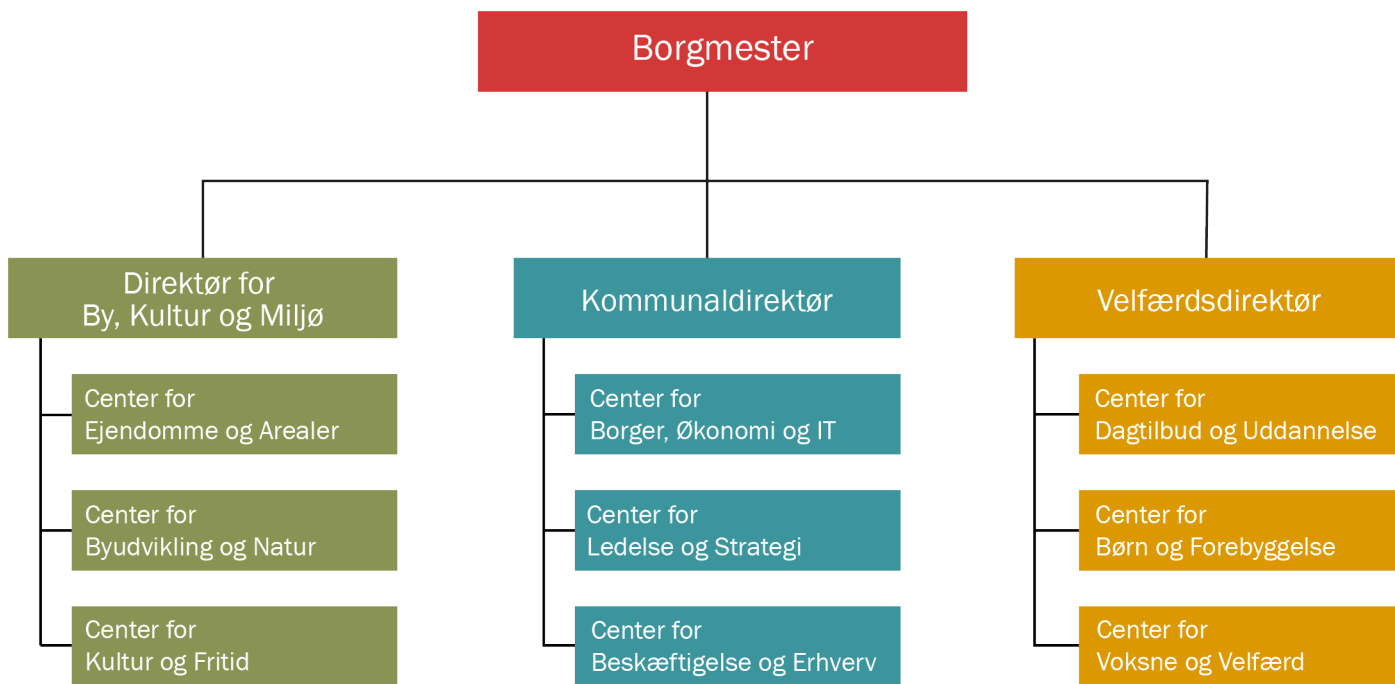 Borgmester
Direktør for
By, Kultur og Miljø
Center for
Ejendomme og Arealer
Center for
Byudvikling og Natur
Center for
Kultur og Fritid
Kommunaldirektør
Center for
Borger, Økonomi og IT
Center for
Ledelse og Strategi
Center for
Beskæftigelse og Erhverv
Velfærdsdirektør
Center for
Dagtilbud og Uddannelse
Center for
Børn og Forebyggelse
Center for
Voksne og Velfærd